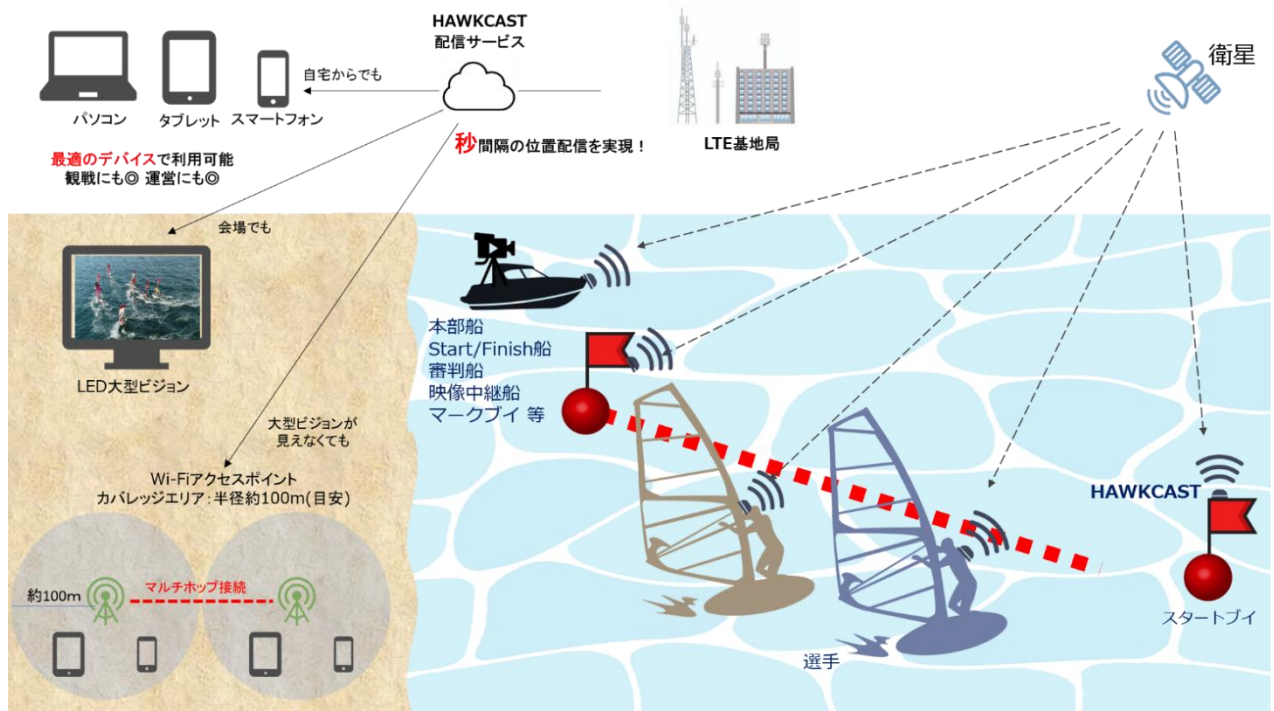 HAWKCAST
配信サービス
衛星
自宅からでも
パソコン
タブレット
スマートフォン
秒間隔の位置配信を実現！
LTE基地局
最適のデバイスで利用可能
観戦にも◎ 運営にも◎
会場でも
LED大型ビジョン
本部船
Start/Finish船
審判船
映像中継船
マークブイ 等
大型ビジョンが
見えなくても
Wi-Fiアクセスポイント
カバレッジエリア：半径約100m(目安)
HAWKCAST
マルチホップ接続
約100m
スタートブイ
選手